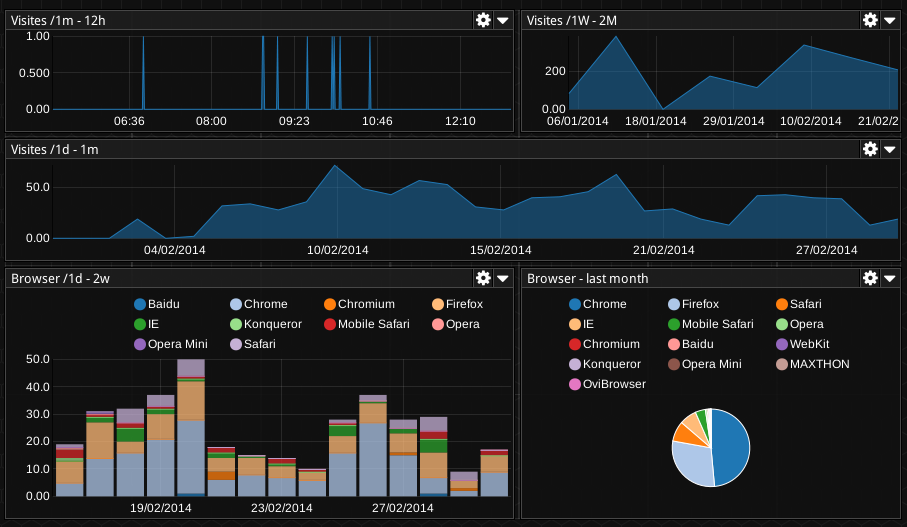 Visites /1m - 12h
1.00
0.500
0.00
06:36 08:00 09:23 10:46 12:10
Visites /1W - 2M
200
0.00
06/01/2014 18/01/2014 29/01/2014 10/02/2014 21/02/2
Visites /1d - 1m
50.0
0.00
04/02/2014 10/02/2014 15/02/2014 21/02/2014 27/02/2014
Browser /1d - 2w
Baidu Chrome Chromium Firefox
IE Konqueror Mobile Safari Opera
Opera Mini Safari
50.0
40.0
30.0
20.0
10.0
0.00
19/02/2014 23/02/2014 27/02/2014
Browser - last month
Chrome Firefox Safari
IE Mobile Safari Opera
Chromium Baidu WebKit
Konqueror Opera Mini MAXTHON
OviBrowser